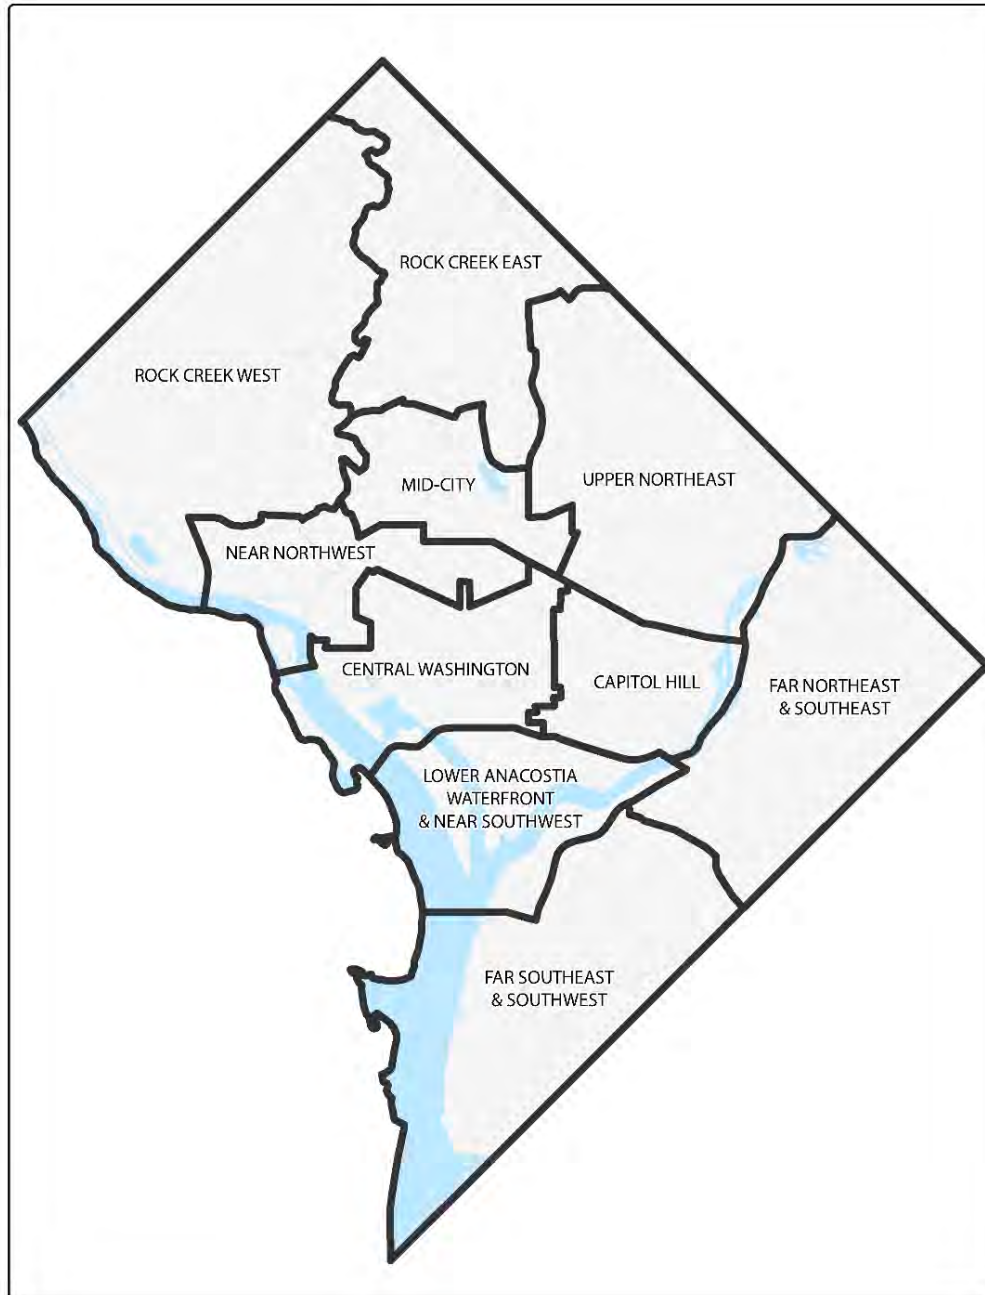 ROCK CREEK EAST
ROCK CREEK WEST
UPPER NORTHEAST
MID-CITY
NEAR NORTHWEST
CENTRAL WASHINGTON
CAPITOL HILL
FAR NORTHEAST
& SOUTHEAST
LOWER ANACOSTIA
WATERFRONT
& NEAR SOUTHWEST
FAR SOUTHEAST
& SOUTHWEST